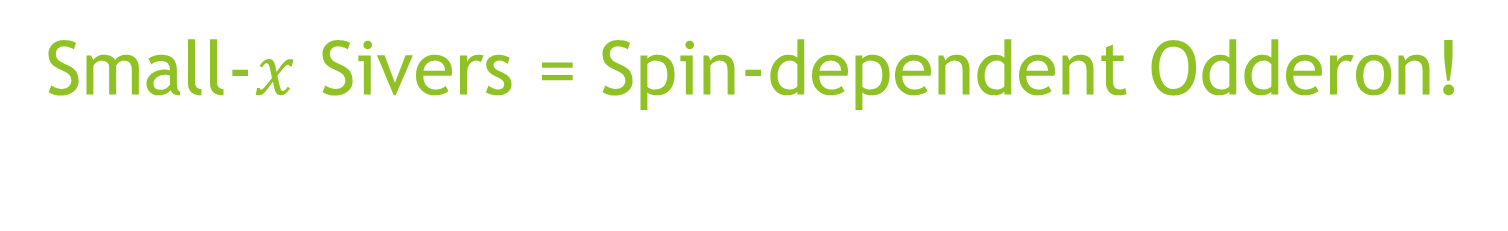 Small-𝑥 Sivers = Spin-dependent Odderon!